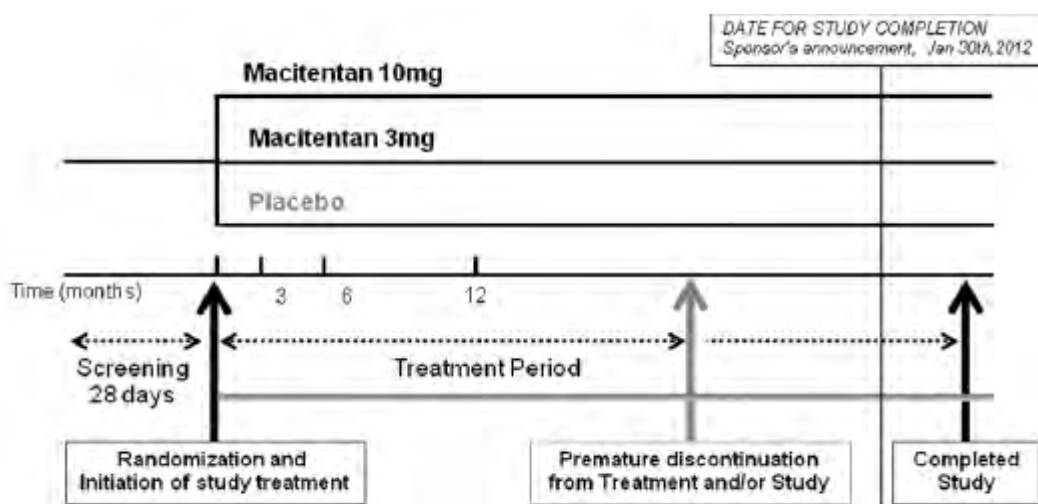 DATE FOR STUDY COMPLETION
Sponsor's announcement, Jan 30th, 2012
Macitentan 10mg
Macitentan 3mg
Placebo
Time (months)
3
6
12
Screening
28 days
Treatment Period
Randomization and
Initiation of study treatment
Premature discontinuation
from Treatment and/or Study
Completed
Study